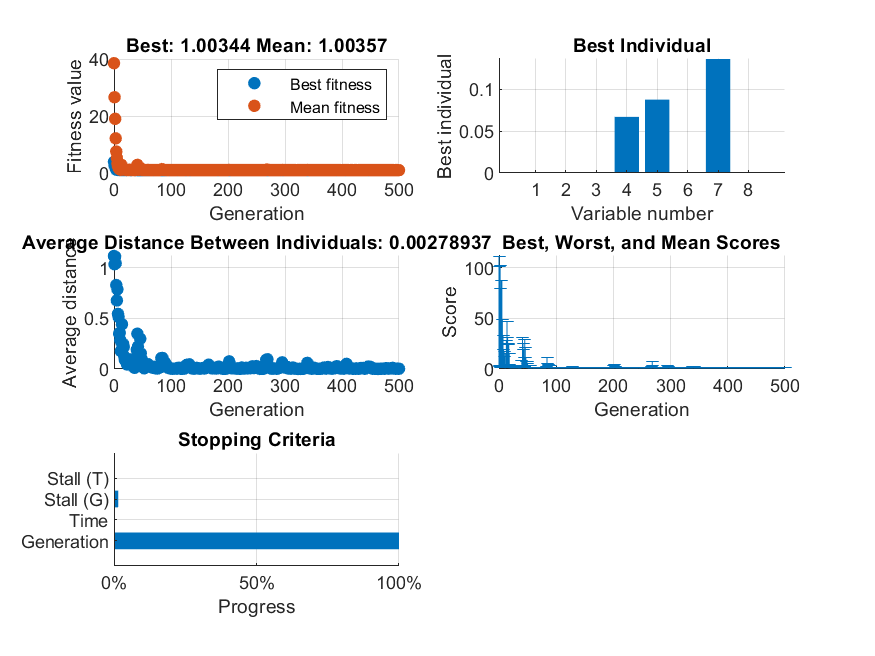 Best: 1.00344 Mean: 1.00357
Fitness value
40
20
0
Best fitness
Mean fitness
0 100 200 300 400 500
Generation
Best Individual
Best individual
0.1
0.05
0
1 2 3 4 5 6 7 8
Variable number
Average Distance Between Individuals: 0.00278937
Average distance
1
0.5
0
0 100 200 300 400 500
Generation
Best, Worst, and Mean Scores
Score
100
50
0
0 100 200 300 400 500
Generation
Stopping Criteria
Stall (T)
Stall (G)
Time
Generation
0% 50% 100%
Progress